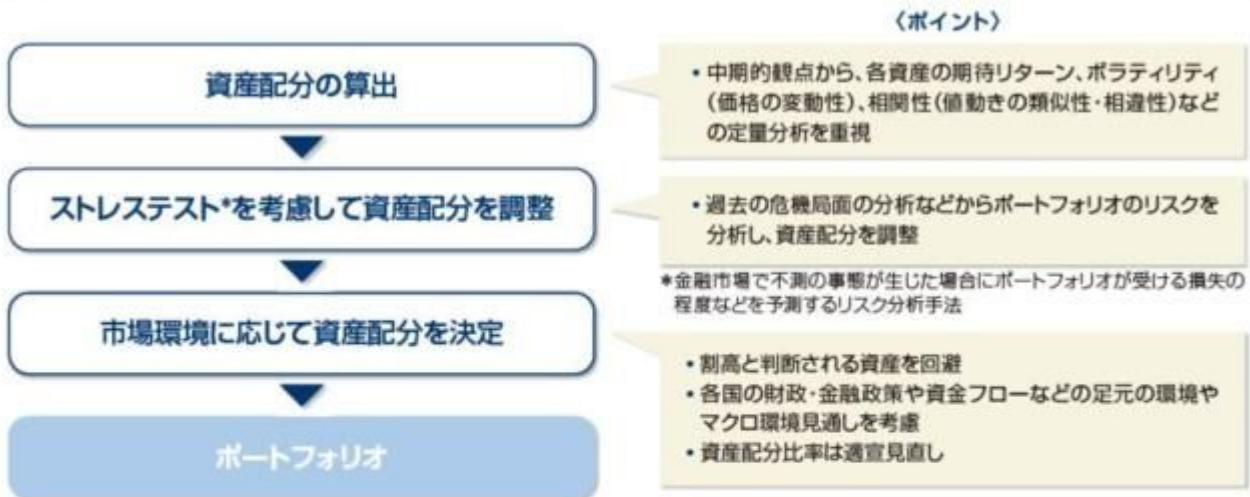 〈ポイント〉
資産配分の算出
・中期的観点から、各資産の期待リターン、ボラティリティ
(価格の変動性)、相関性(値動きの類似性・相違性)など
の定量分析を重視
ストレステスト*を考慮して資産配分を調整
・過去の危機局面の分析などからポートフォリオのリスクを
分析し、資産配分を調整
*金融市場で不測の事態が生じた場合にポートフォリオが受ける損失の
程度などを予測するリスク分析手法
市場環境に応じて資産配分を決定
・割高と判断される資産を回避
・各国の財政・金融政策や資金フローなどの足元の環境や
マクロ環境見通しを考慮
・資産配分比率は適宜見直し
ポートフォリオ